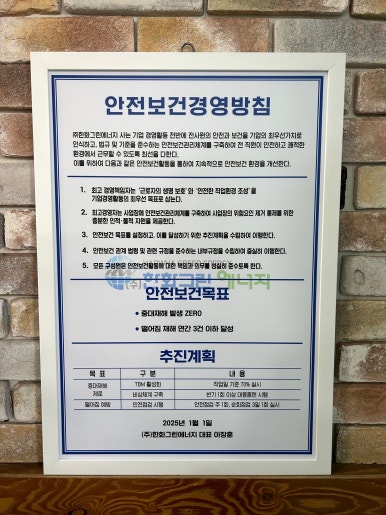 안전보건경영방침
㈜한화그린에너지 사는 기업 경영활동 전반에 전사원의 안전과 보건을 기업의 최우선가치로
인식하고, 법규 및 기준을 준수하는 안전보건관리체계를 구축하여 전 직원이 안전하고 쾌적한
환경에서 근무할 수 있도록 최선을 다한다.
이를 위하여 다음과 같은 안전보건활동을 통하여 지속적으로 안전보건 환경을 개선한다.
1. 최고 경영책임자는 '근로자의 생명 보호'와 '안전한 작업환경 조성'을
기업경영활동의 최우선 목표로 삼는다.
2. 최고경영자는 사업장에 안전보건관리체계를 구축하여 사업장의 위험요인 제거 통제를 위한
충분한 인적·물적 자원을 제공한다.
3. 안전보건 목표를 설정하고, 이를 달성하기 위한 추진계획을 수립하여 이행한다.
4. 안전보건 관계 법령 및 관련 규정을 준수하는 내부규정을 수립하여 충실히 이행한다.
5. 모든 구성원은 안전보건활동에 대한 책임과 의무를 성실히 준수토록 한다.
(주)한화그린에너지
안전보건목표
• 중대재해 발생 ZERO
• 떨어짐 재해 연간 3건 이하 달성
추진계획
목 표 구 분 내 용
중대재해 제로 TBM 활성화 작업일 기준 70% 실시
비상체계 구축 반기 1회 이상 대응훈련 시행
떨어짐 예방 안전점검 시행 안전점검 주 1회, 순회점검 3일 1회 실시
2025년 1월 1일
(주)한화그린에너지 대표 이장훈